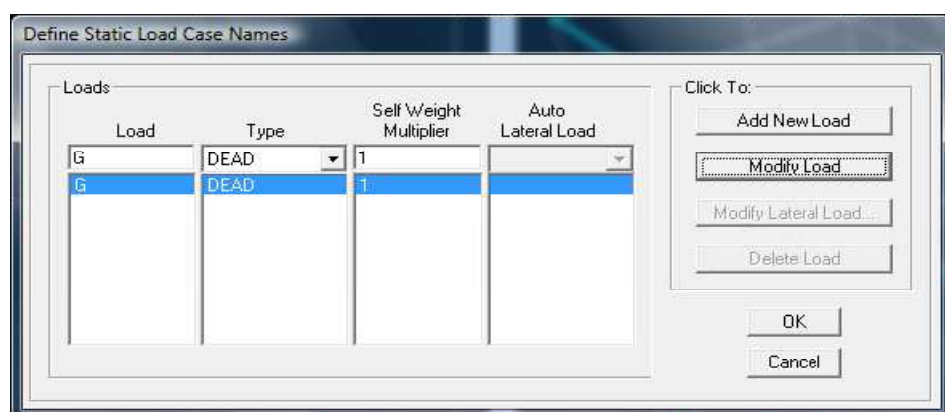 Define Static Load Case Names
Loads
Click To:
Load Type Self Weight Multiplier Auto Lateral Load
G DEAD 1
G DEAD 1
Add New Load
Modify Load
Modify Lateral Load...
Delete Load
OK
Cancel